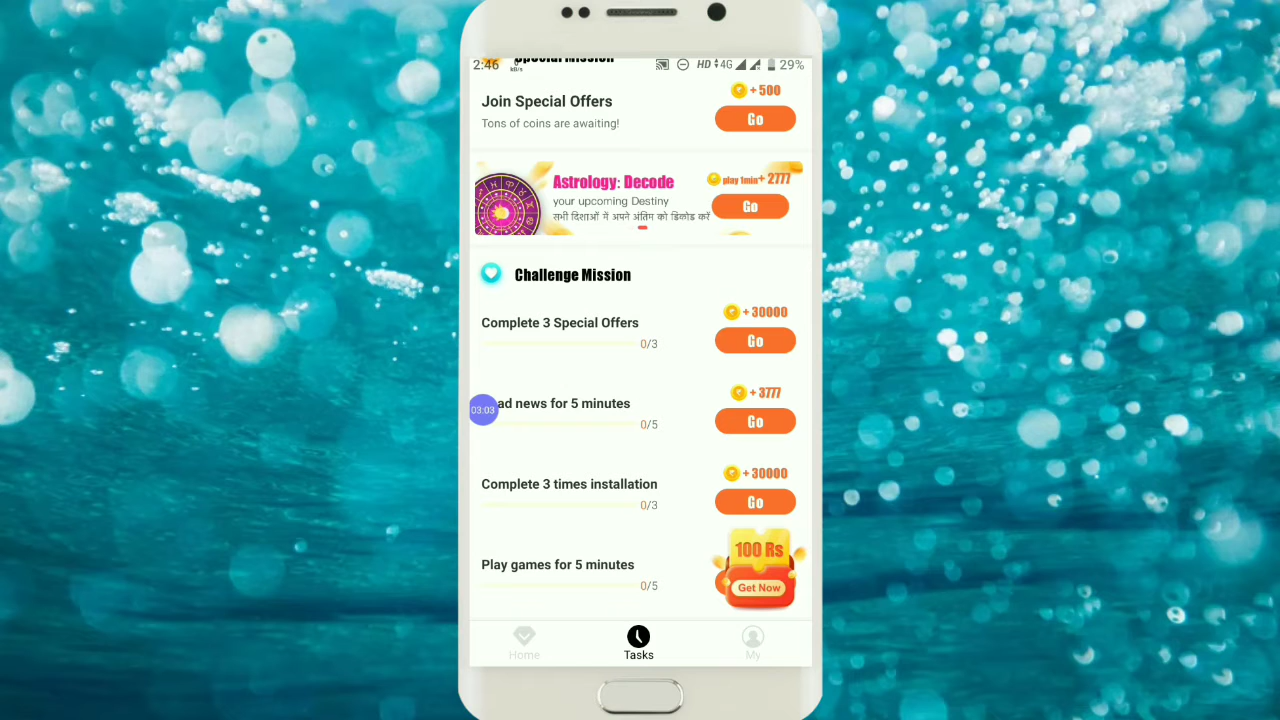 2:46
kB/s
HD 4G 29%
Special Mission
+500
Join Special Offers
Go
Tons of coins are awaiting!
Astrology: Decode
play 1min+ 2777
your upcoming Destiny
Go
सभी दिशाओं में अपने अंतिम को डिकोड करें
Challenge Mission
+30000
Complete 3 Special Offers
Go
0/3
+3777
ad news for 5 minutes
03:03
Go
0/5
+30000
Complete 3 times installation
Go
0/3
100 Rs
Play games for 5 minutes
Get Now
0/5
Home
Tasks
My